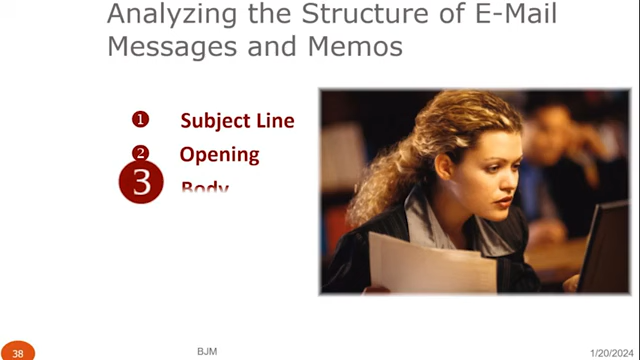 Analyzing the Structure of E-Mail
Messages and Memos
1 Subject Line
2 Opening
3 Body
38 BJM 1/20/2024